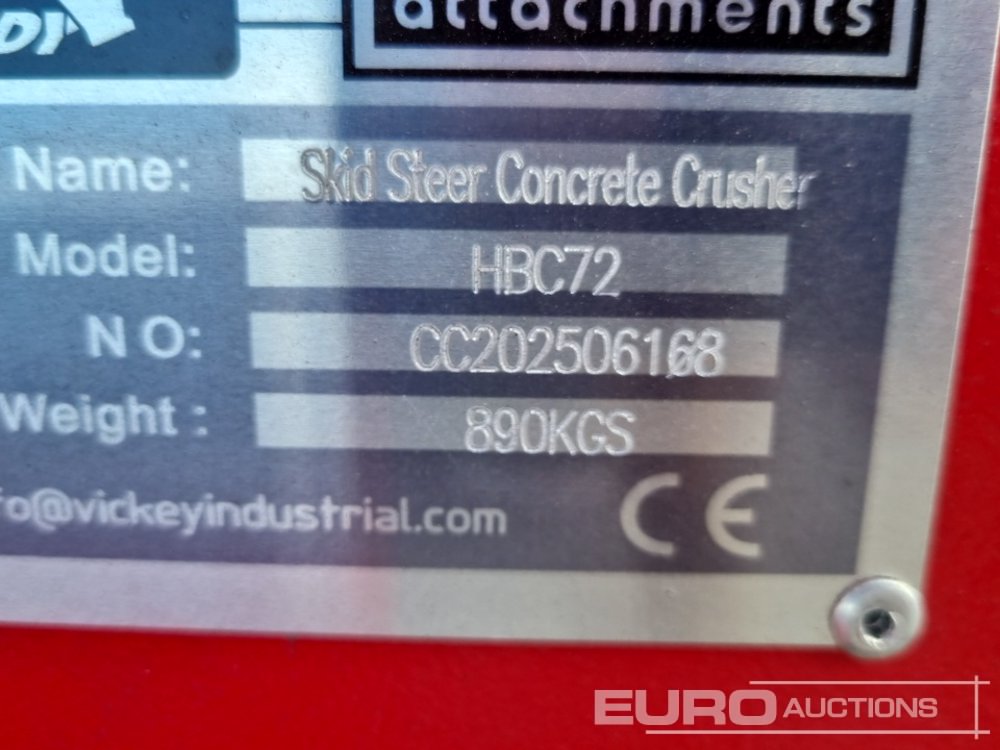 attachments
Name: Skid Steer Concrete Crusher
Model: HBC72
N O: CC202506168
Weight : 890KGS
fo@vickeyindustrial.com
CE
EURO AUCTIONS